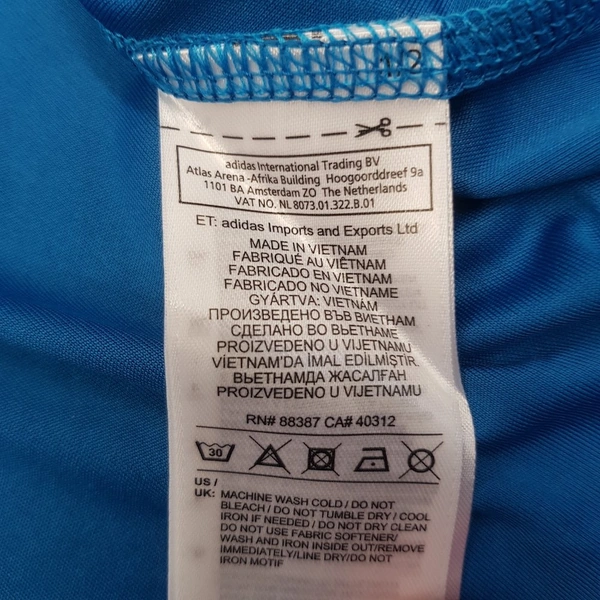 1/2
adidas International Trading BV
Atlas Arena -Afrika Building Hoogoorddreef 9a
1101 BA Amsterdam ZO The Netherlands
VAT NO. NL 8073.01.322.B.01
ET: adidas Imports and Exports Ltd
MADE IN VIETNAM
FABRIQUÉ AU VIÊTNAM
FABRICADO EN VIETNAM
FABRICADO NO VIETNAME
GYÁRTVA: VIETNÁM
ПРОИЗВЕДЕНО ВЪВ ВИЕТНАМ
СДЕЛАНО ВО ВЬЕТНАМЕ
PROIZVEDENO U VIJETNAMU
VİETNAM'DA İMAL EDİLMİŞTİR.
ВЬЕТНАМДА ЖАСАЛҒАН
PROIZVEDENO U VIJETNAMU
RN# 88387 CA# 40312
30
US /
UK: MACHINE WASH COLD / DO NOT
BLEACH / DO NOT TUMBLE DRY / COOL
IRON IF NEEDED / DO NOT DRY CLEAN
DO NOT USE FABRIC SOFTENER/
WASH AND IRON INSIDE OUT/REMOVE
IMMEDIATELY/LINE DRY/DO NOT
IRON MOTIF